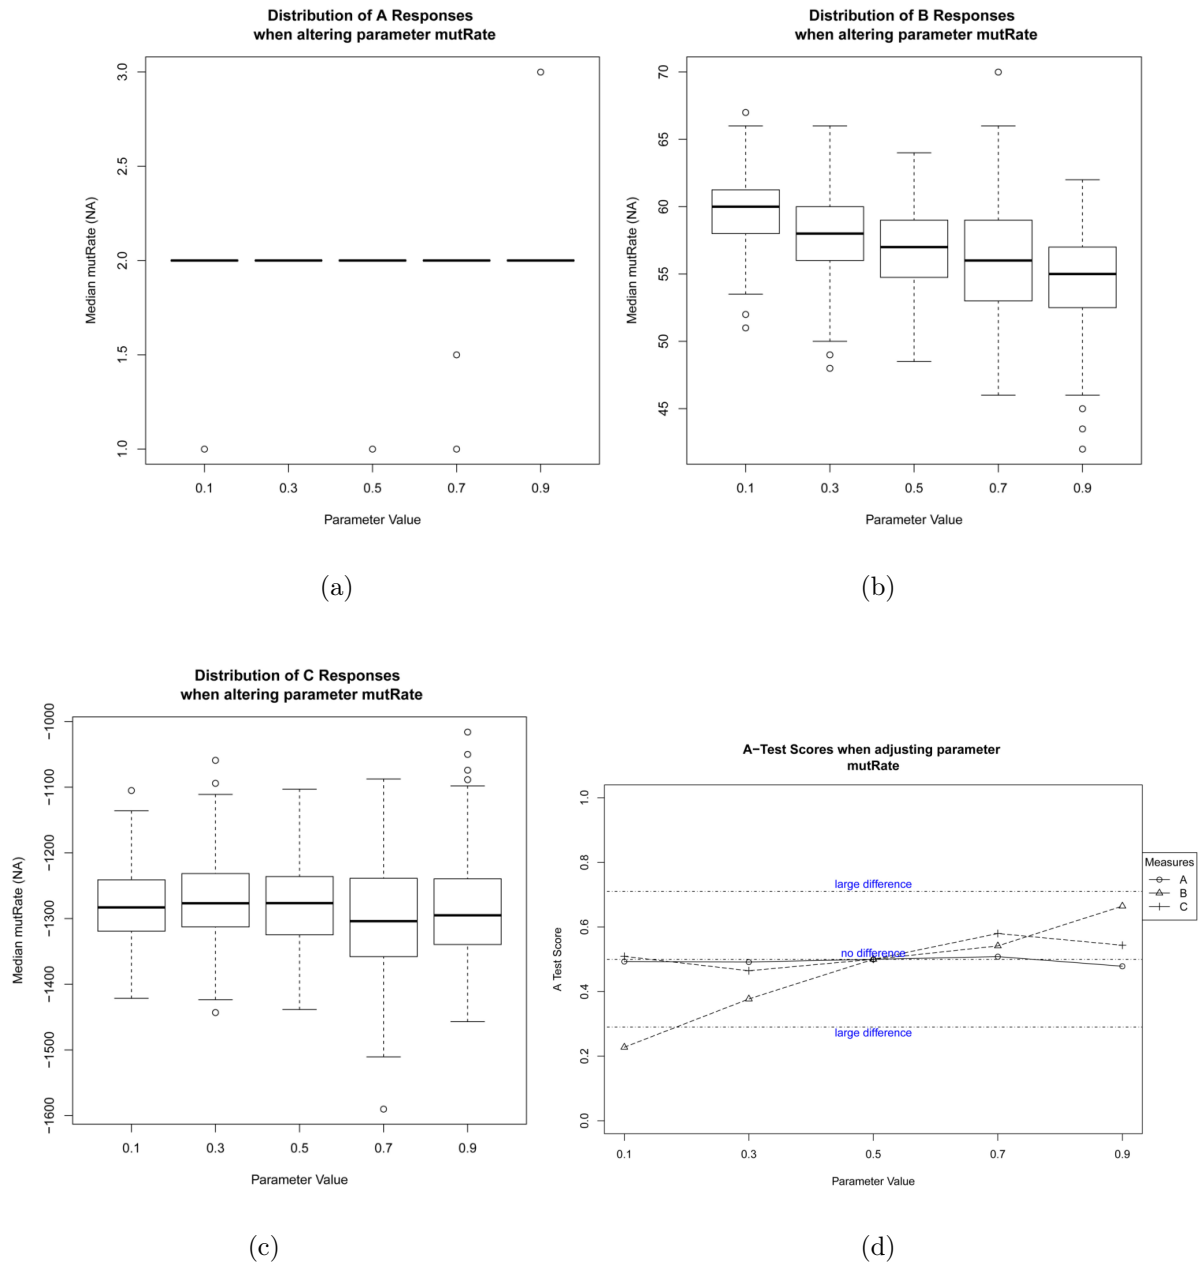 Distribution of A Responses
when altering parameter mutRate
Median mutRate (NA)
3.0
2.5
2.0
1.5
1.0
0.1 0.3 0.5 0.7 0.9
Parameter Value
(a)
Distribution of B Responses
when altering parameter mutRate
Median mutRate (NA)
70
65
60
55
50
45
0.1 0.3 0.5 0.7 0.9
Parameter Value
(b)
Distribution of C Responses
when altering parameter mutRate
Median mutRate (NA)
−1000
−1100
−1200
−1300
−1400
−1500
−1600
0.1 0.3 0.5 0.7 0.9
Parameter Value
(c)
A−Test Scores when adjusting parameter
mutRate
A Test Score
1.0
0.8
0.6
0.4
0.2
0.0
large difference
no difference
large difference
0.1 0.3 0.5 0.7 0.9
Parameter Value
Measures
A
B
C
(d)